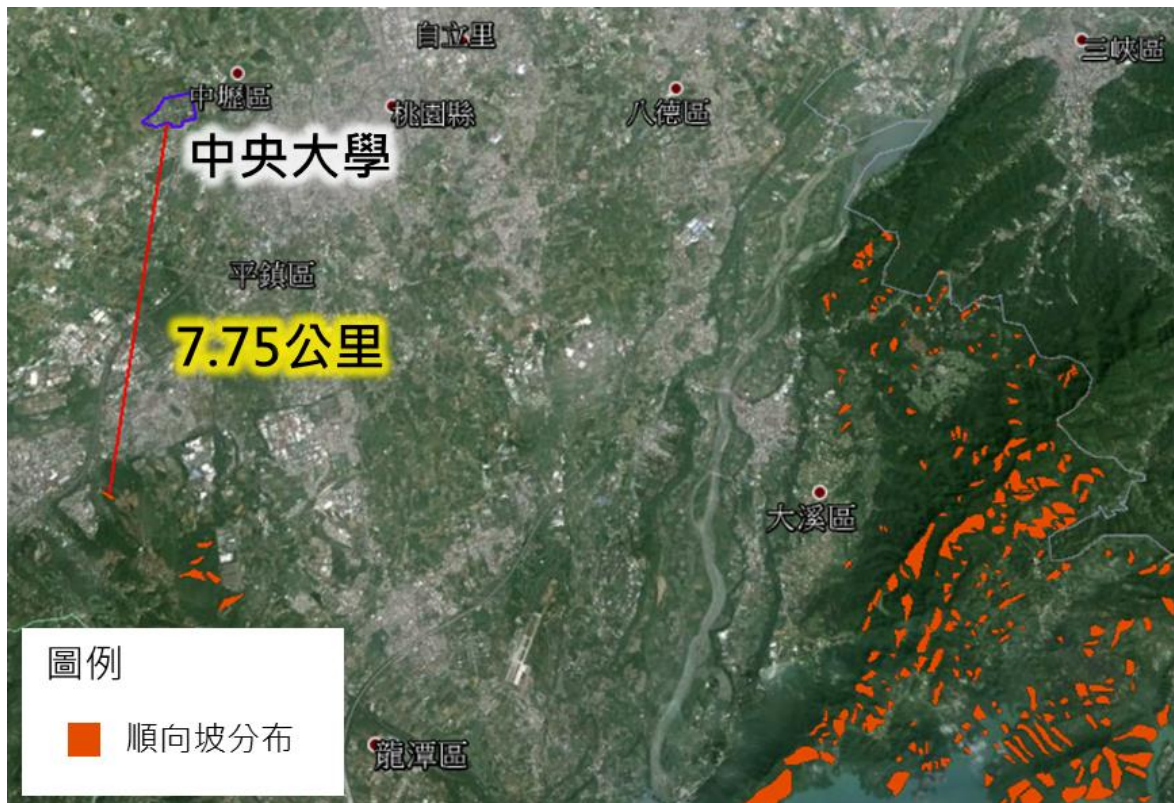 自立里
三峽區
中壢區
桃園縣
八德區
中央大學
平鎮區
7.75公里
大溪區
圖例
順向坡分布
龍潭區